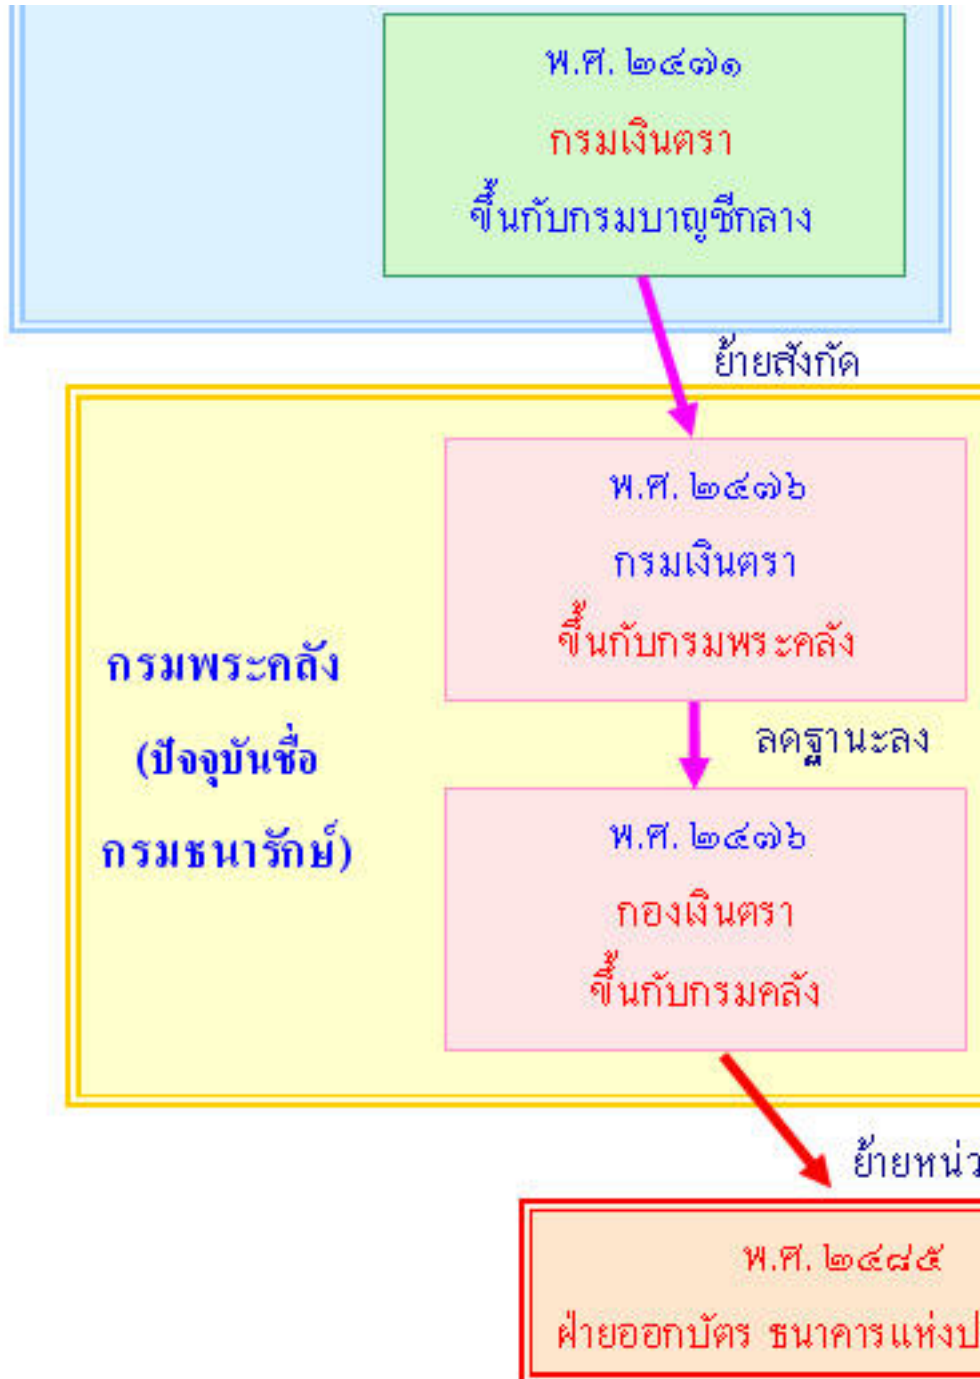 พ.ศ. ๒๔๗๑
กรมเงินตรา
ขึ้นกับกรมบาญชีกลาง
ย้ายสังกัด
พ.ศ. ๒๔๗๖
กรมเงินตรา
ขึ้นกับกรมพระคลัง
กรมพระคลัง
(ปัจจุบันชื่อ
กรมธนารักษ์)
ลดฐานะลง
พ.ศ. ๒๔๗๖
กองเงินตรา
ขึ้นกับกรมคลัง
ย้ายหน่ว
พ.ศ. ๒๔๘๕
ฝ่ายออกบัตร ธนาคารแห่งป